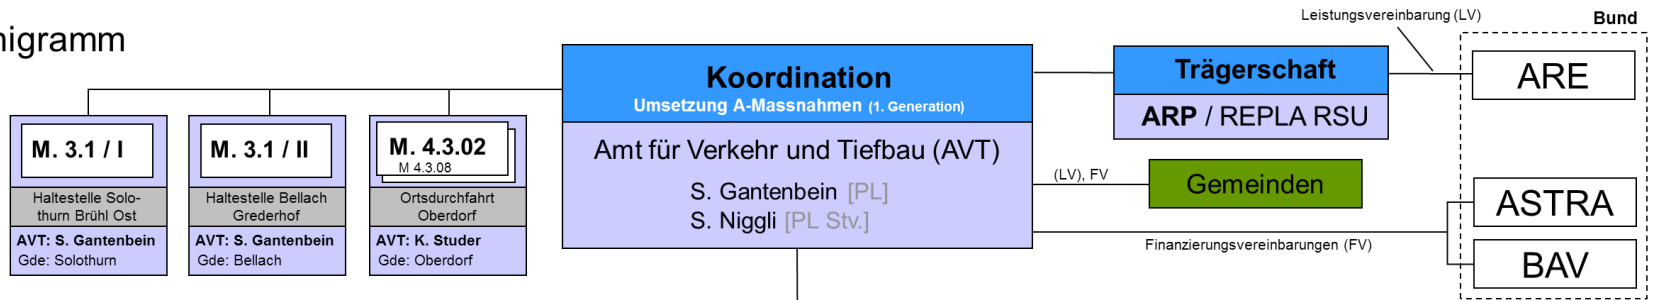 nigramm
Leistungsvereinbarung (LV)
Bund
Koordination
Umsetzung A-Massnahmen (1. Generation)
Amt für Verkehr und Tiefbau (AVT)
S. Gantenbein [PL]
S. Niggli [PL Stv.]
Trägerschaft
ARP / REPLA RSU
ARE
(LV), FV
Gemeinden
ASTRA
Finanzierungsvereinbarungen (FV)
BAV
M. 3.1 / I
Haltestelle Solo-
thurn Brühl Ost
AVT: S. Gantenbein
Gde: Solothurn
M. 3.1 / II
Haltestelle Bellach
Grederhof
AVT: S. Gantenbein
Gde: Bellach
M. 4.3.02
M 4.3.08
Ortsdurchfahrt
Oberdorf
AVT: K. Studer
Gde: Oberdorf